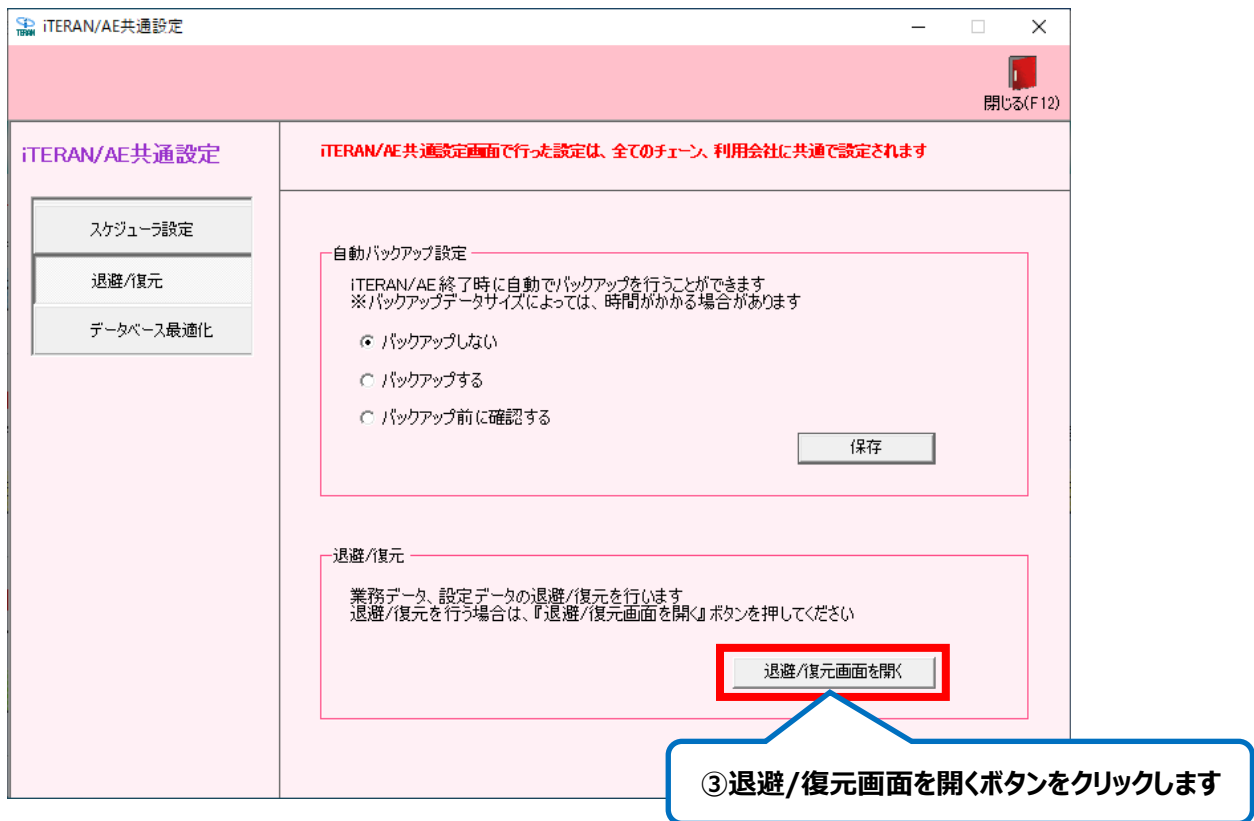 TERAN
iTERAN/AE共通設定
閉じる(F12)
iTERAN/AE共通設定
iTERAN/AE共通設定画面で行った設定は、全てのチェーン、利用会社に共通で設定されます
スケジューラ設定
退避/復元
データベース最適化
自動バックアップ設定
iTERAN/AE終了時に自動でバックアップを行うことができます
※バックアップデータサイズによっては、時間がかかる場合があります
バックアップしない
バックアップする
バックアップ前に確認する
保存
退避/復元
業務データ、設定データの退避/復元を行います
退避/復元を行う場合は、『退避/復元画面を開く』ボタンを押してください
退避/復元画面を開く
③退避/復元画面を開くボタンをクリックします